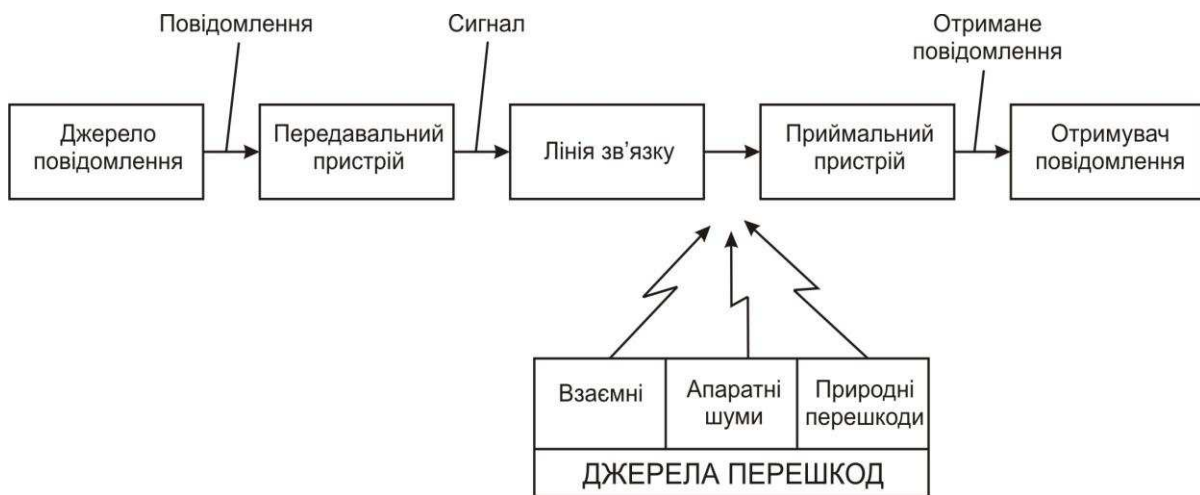 Повідомлення
Сигнал
Отримане
повідомлення
Джерело
повідомлення
Передавальний
пристрій
Лінія зв’язку
Приймальний
пристрій
Отримувач
повідомлення
Взаємні
Апаратні
шуми
Природні
перешкоди
ДЖЕРЕЛА ПЕРЕШКОД